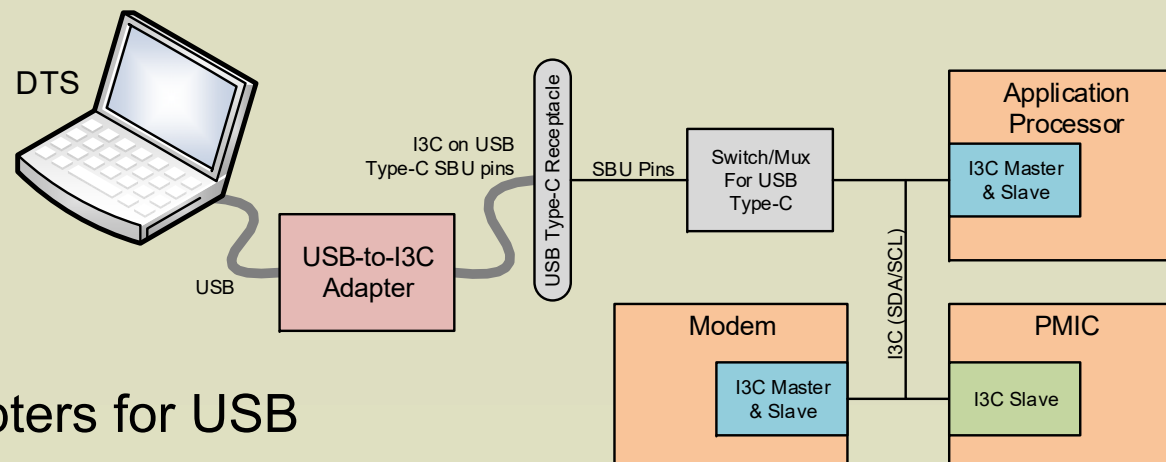 DTS
I3C on USB
Type-C SBU pins
USB
USB-to-I3C
Adapter
USB Type-C Receptacle
SBU Pins
Switch/Mux
For USB
Type-C
Application
Processor
I3C Master
& Slave
I3C (SDA/SCL)
Modem
I3C Master
& Slave
PMIC
I3C Slave
for USB